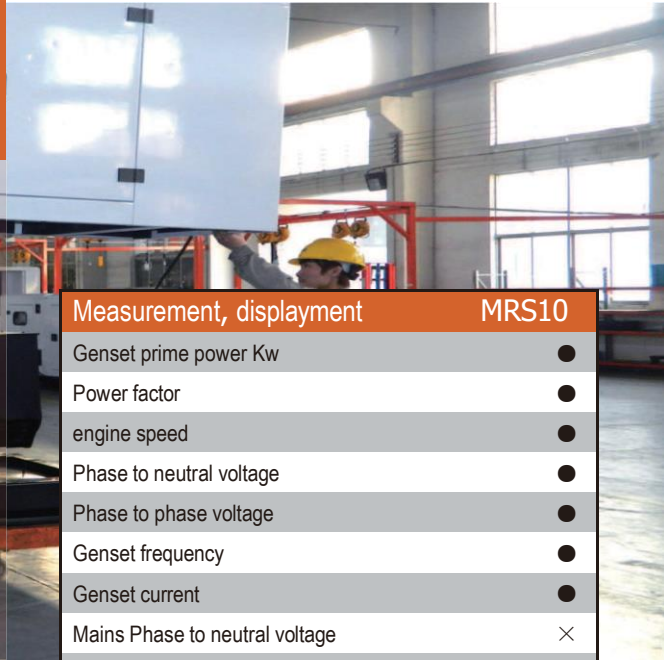 Measurement, displayment MRS10
Genset prime power Kw ●
Power factor ●
engine speed ●
Phase to neutral voltage ●
Phase to phase voltage ●
Genset frequency ●
Genset current ●
Mains Phase to neutral voltage ×